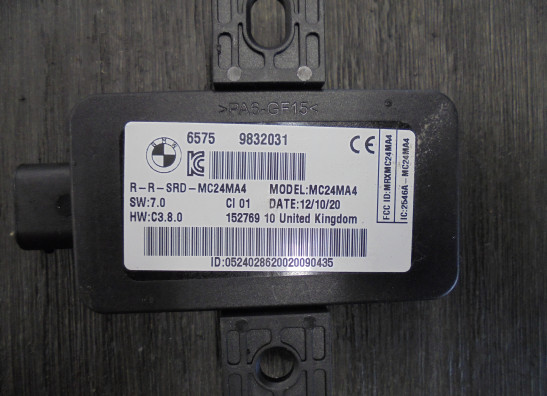 >PA6-GF15<
BMW
6575 9832031
CE
R-R-SRD-MC24MA4 MODEL:MC24MA4
SW:7.0 CI 01 DATE:12/10/20
HW:C3.8.0 152769 10 United Kingdom
FCC ID:MRXMC24MA4
IC:2546A-MC24MA4
ID:0524028620020090435